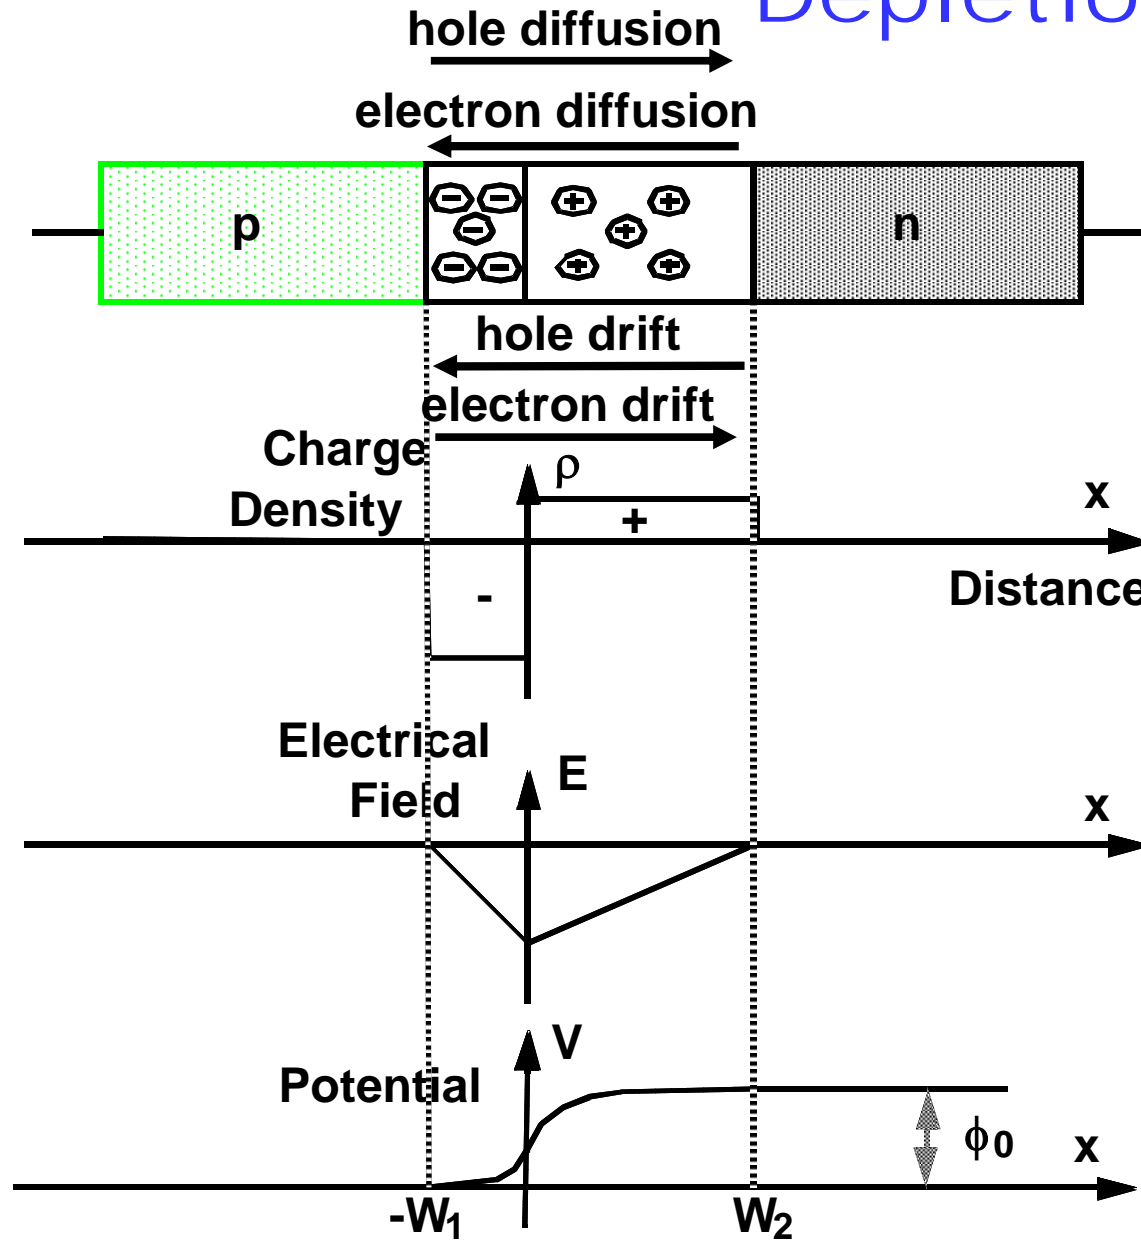 hole diffusion
electron diffusion
p
n
hole drift
electron drift
Charge
Density
ρ
+
-
x
Distance
Electrical
Field
E
x
Potential
V
ϕ0
x
-W1
W2